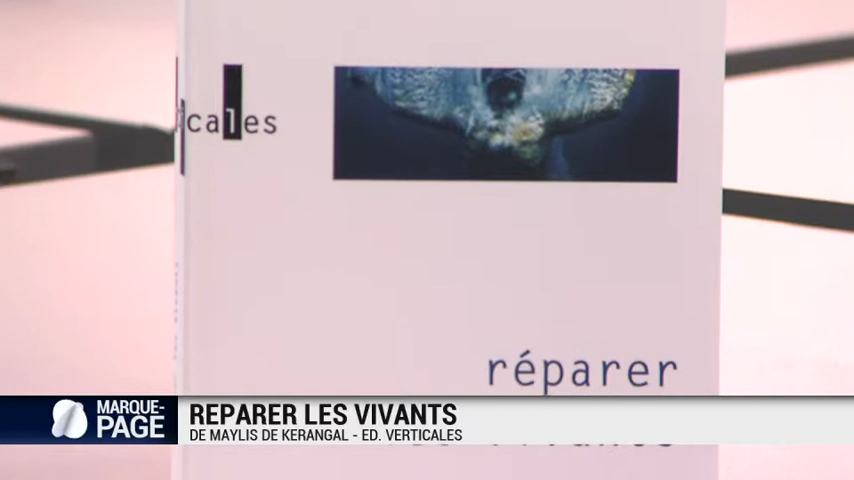 cales
réparer
MARQUE-
PAGE
REPARER LES VIVANTS
DE MAYLIS DE KERANGAL - ED. VERTICALES